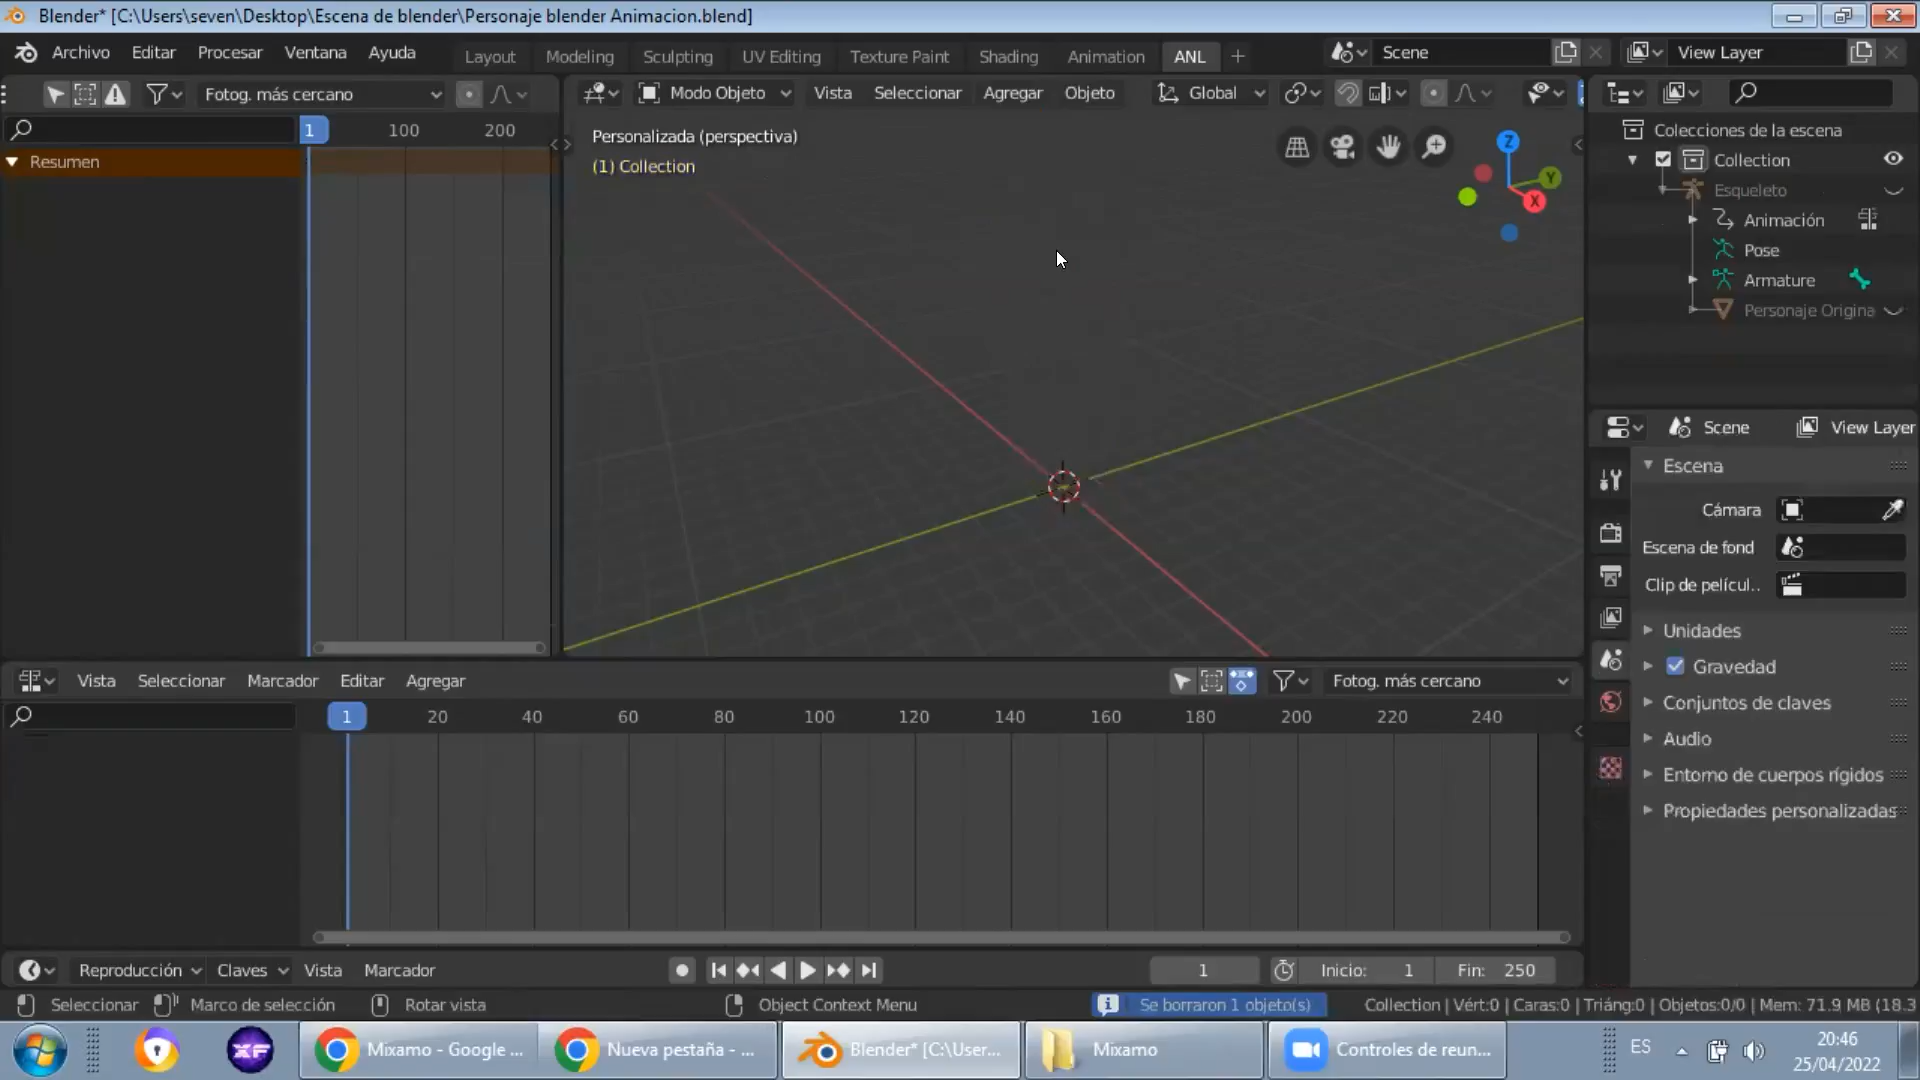 Blender* [C:\Users\seven\Desktop\Escena de blender\Personaje blender Animacion.blend]
Archivo Editar Procesar Ventana Ayuda Layout Modeling Sculpting UV Editing Texture Paint Shading Animation ANL + Scene View Layer
Fotog. más cercano Modo Objeto Vista Seleccionar Agregar Objeto Global
1 100 200
Resumen
Personalizada (perspectiva)
(1) Collection
Z
Y
X
Colecciones de la escena
Collection
Esqueleto
Animación
Pose
Armature
Personaje Origina
Scene View Layer
Escena
Cámara
Escena de fond
Clip de películ..
Unidades
Gravedad
Conjuntos de claves
Audio
Entorno de cuerpos rígidos
Propiedades personalizadas
Vista Seleccionar Marcador Editar Agregar Fotog. más cercano
1 20 40 60 80 100 120 140 160 180 200 220 240
Reproducción Claves Vista Marcador 1 Inicio: 1 Fin: 250
Seleccionar Marco de selección Rotar vista Object Context Menu Se borraron 1 objeto(s) Collection | Vért:0 | Caras:0 | Triáng:0 | Objetos:0/0 | Mem: 71.9 MB (18.3
XF Mixamo - Google ... Nueva pestaña - ... Blender* [C:\User... Mixamo Controles de reun... ES 20:46
25/04/2022